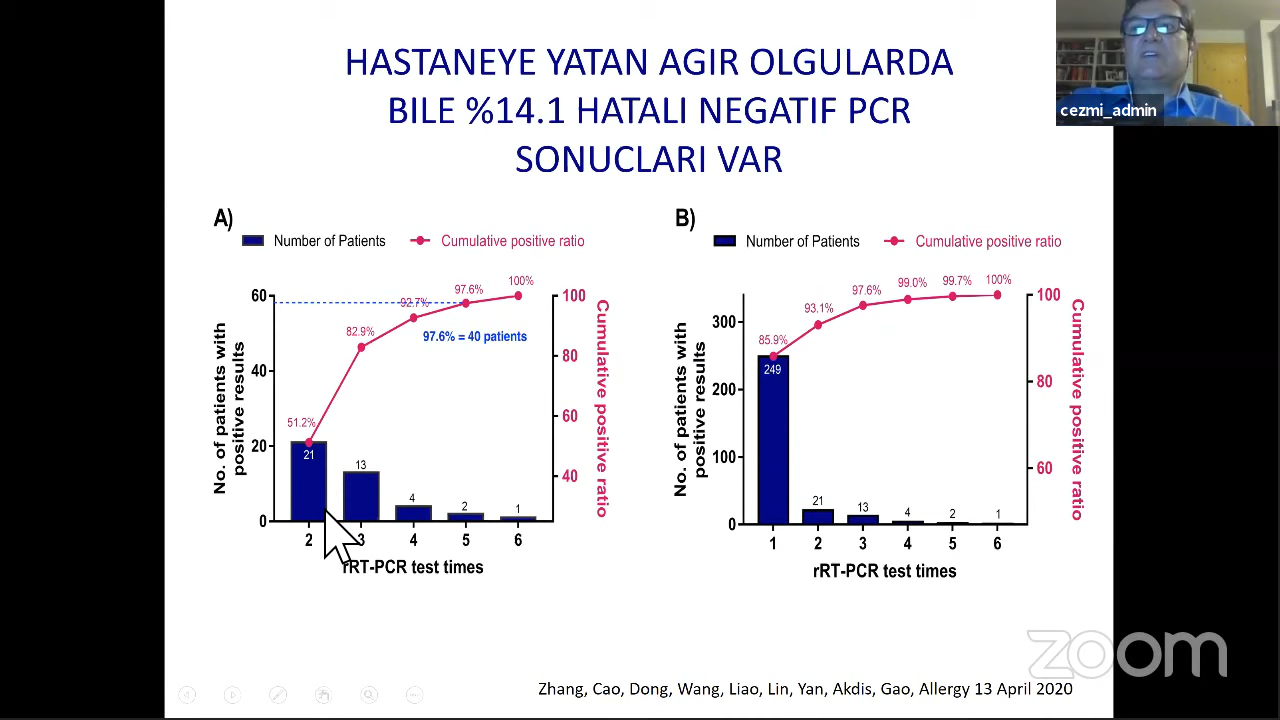 HASTANEYE YATAN AGIR OLGULARDA
BILE %14.1 HATALI NEGATIF PCR
SONUCLARI VAR
cezmi_admin
A)
Number of Patients
Cumulative positive ratio
No. of patients with
positive results
60
40
20
0
51.2%
82.9%
92.7%
97.6%
100%
97.6% = 40 patients
21
13
4
2
1
2
3
4
5
6
rRT-PCR test times
100
80
60
40
Cumulative positive ratio
B)
Number of Patients
Cumulative positive ratio
No. of patients with
positive results
300
200
100
0
85.9%
93.1%
97.6%
99.0%
99.7%
100%
249
21
13
4
2
1
1
2
3
4
5
6
rRT-PCR test times
100
80
60
Cumulative positive ratio
zoom
Zhang, Cao, Dong, Wang, Liao, Lin, Yan, Akdis, Gao, Allergy 13 April 2020